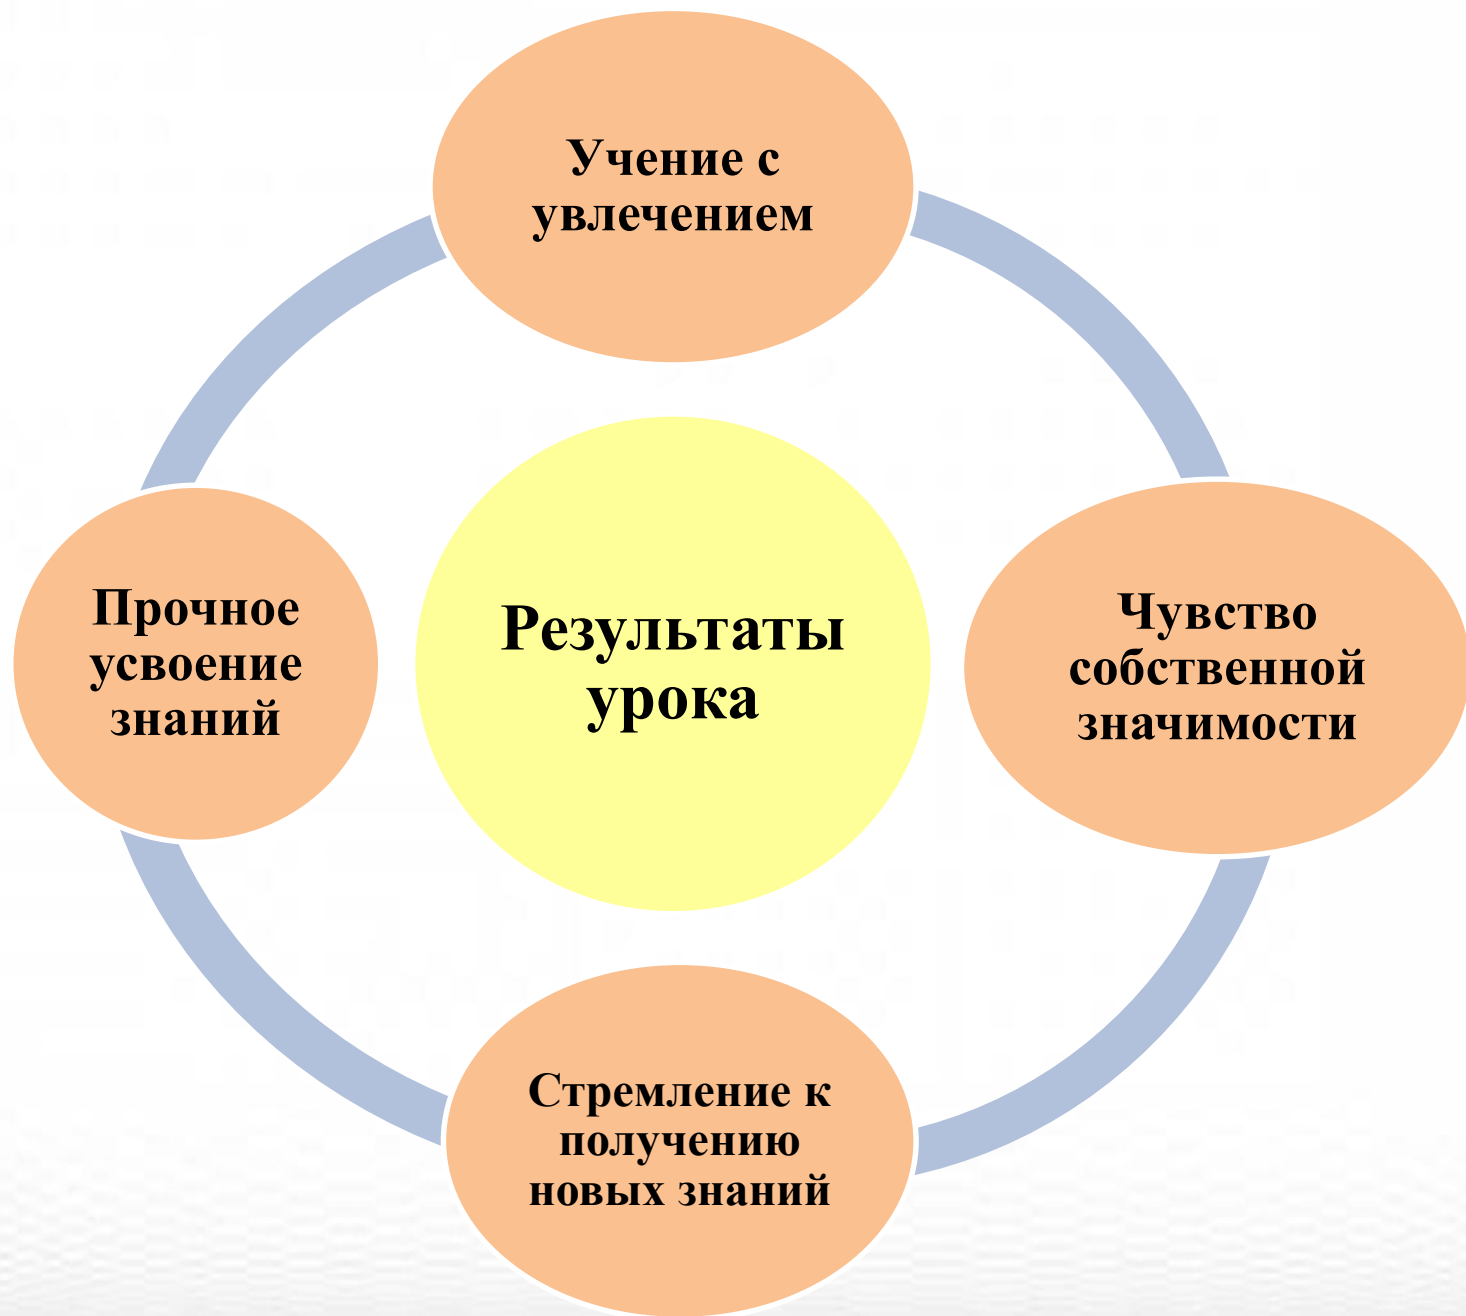 Учение с
увлечением
Прочное
усвоение
знаний
Результаты
урока
Чувство
собственной
значимости
Стремление к
получению
новых знаний